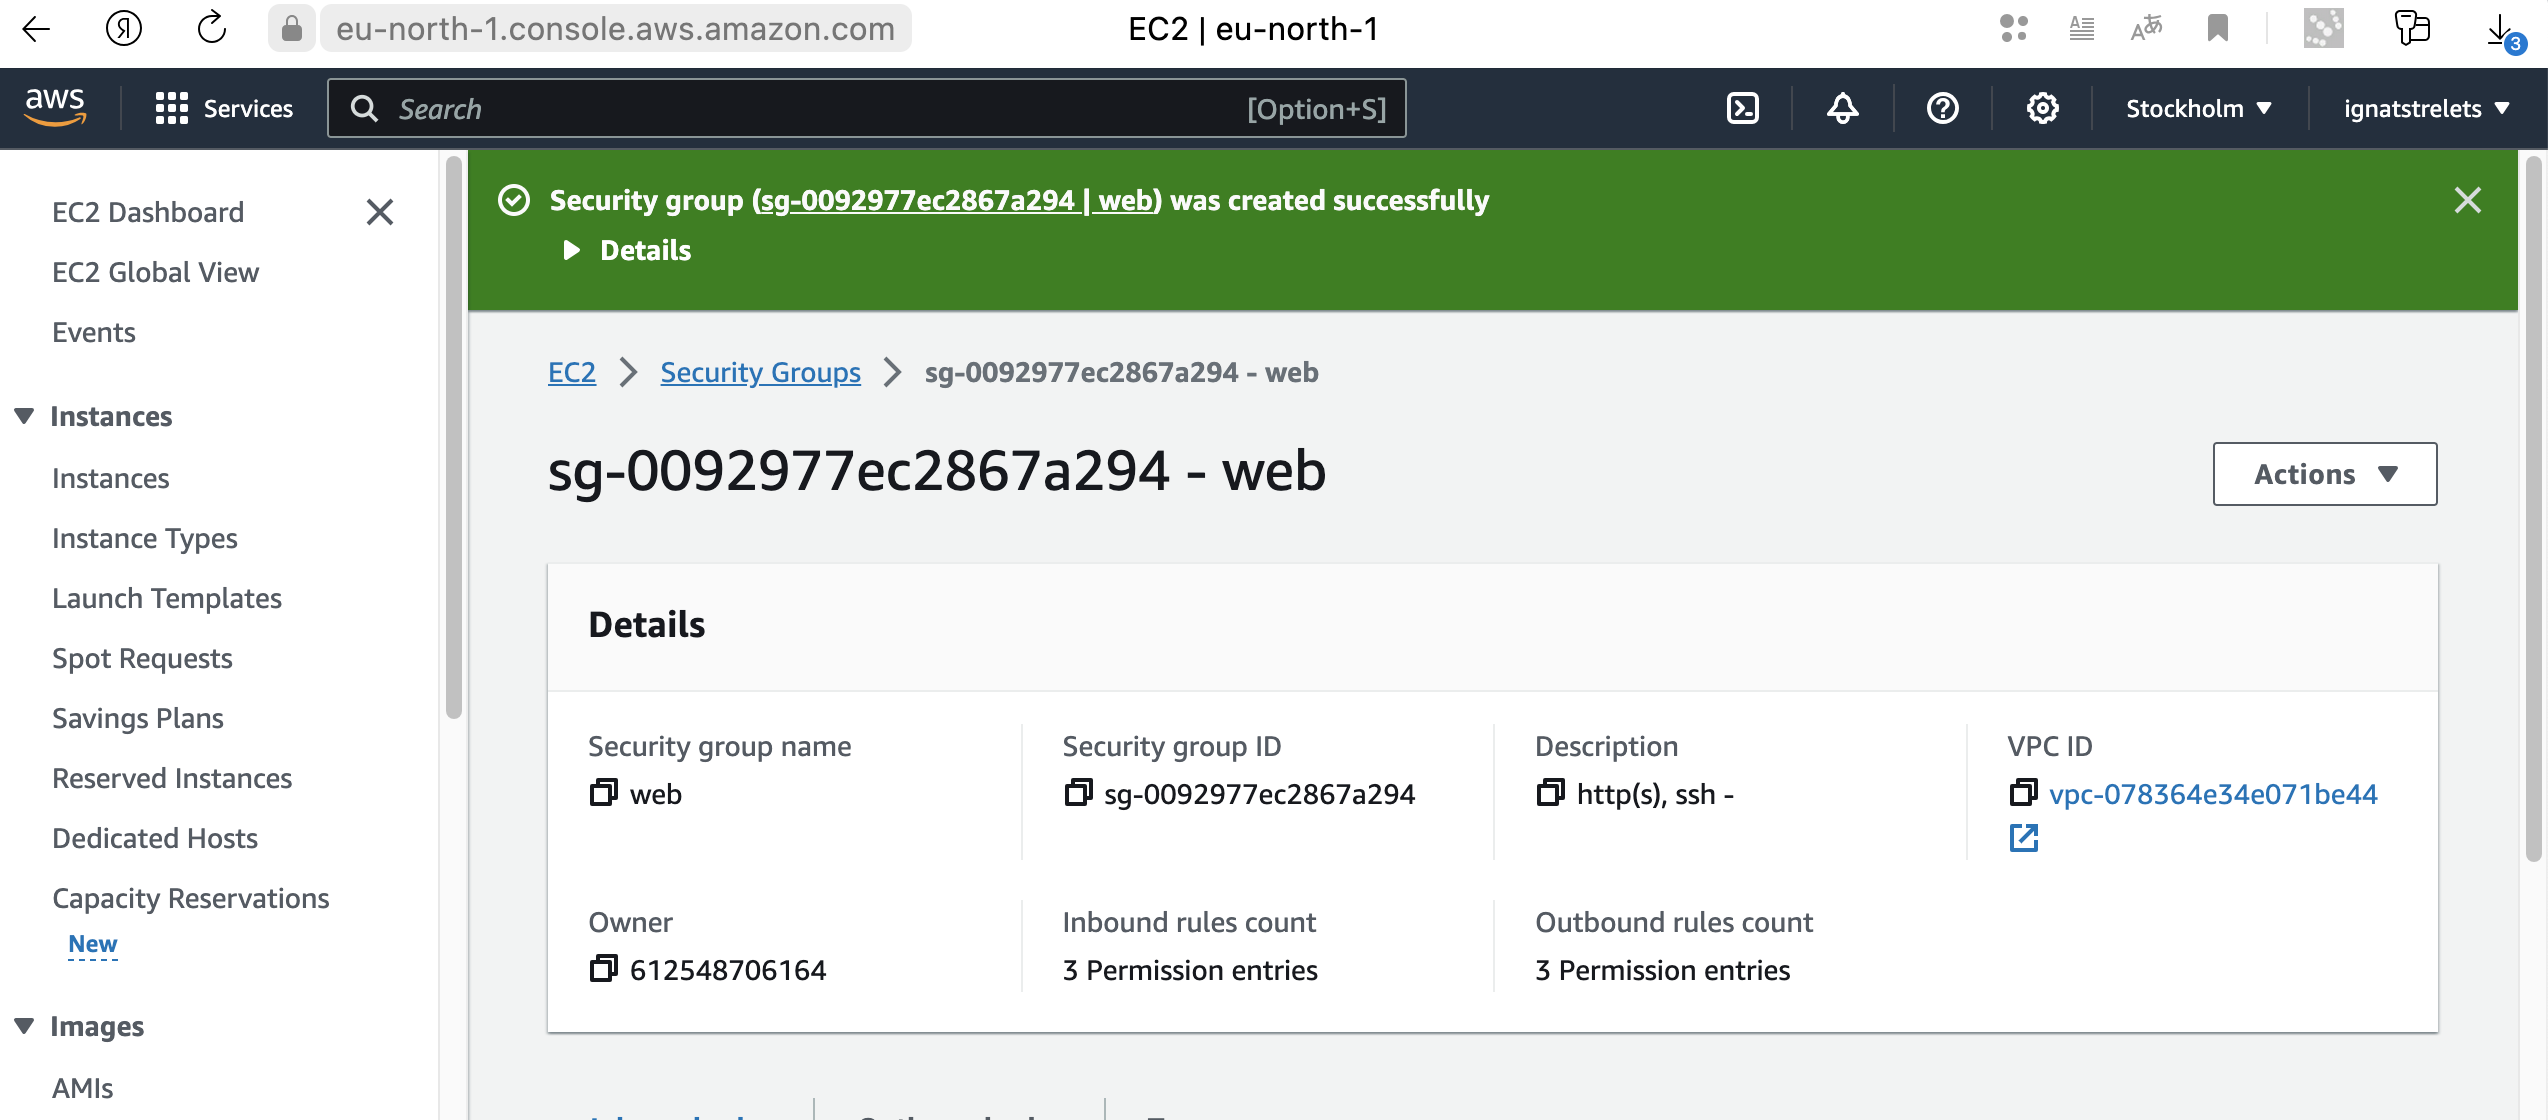 eu-north-1.console.aws.amazon.com
EC2 | eu-north-1
3
aws
Services
Search
[Option+S]
Stockholm
ignatstrelets
EC2 Dashboard
EC2 Global View
Events
Instances
Instances
Instance Types
Launch Templates
Spot Requests
Savings Plans
Reserved Instances
Dedicated Hosts
Capacity Reservations
New
Images
AMIs
Security group (sg-0092977ec2867a294 | web) was created successfully
Details
EC2 > Security Groups > sg-0092977ec2867a294 - web
sg-0092977ec2867a294 - web
Actions
Details
Security group name
web
Security group ID
sg-0092977ec2867a294
Description
http(s), ssh -
VPC ID
vpc-078364e34e071be44
Owner
612548706164
Inbound rules count
3 Permission entries
Outbound rules count
3 Permission entries